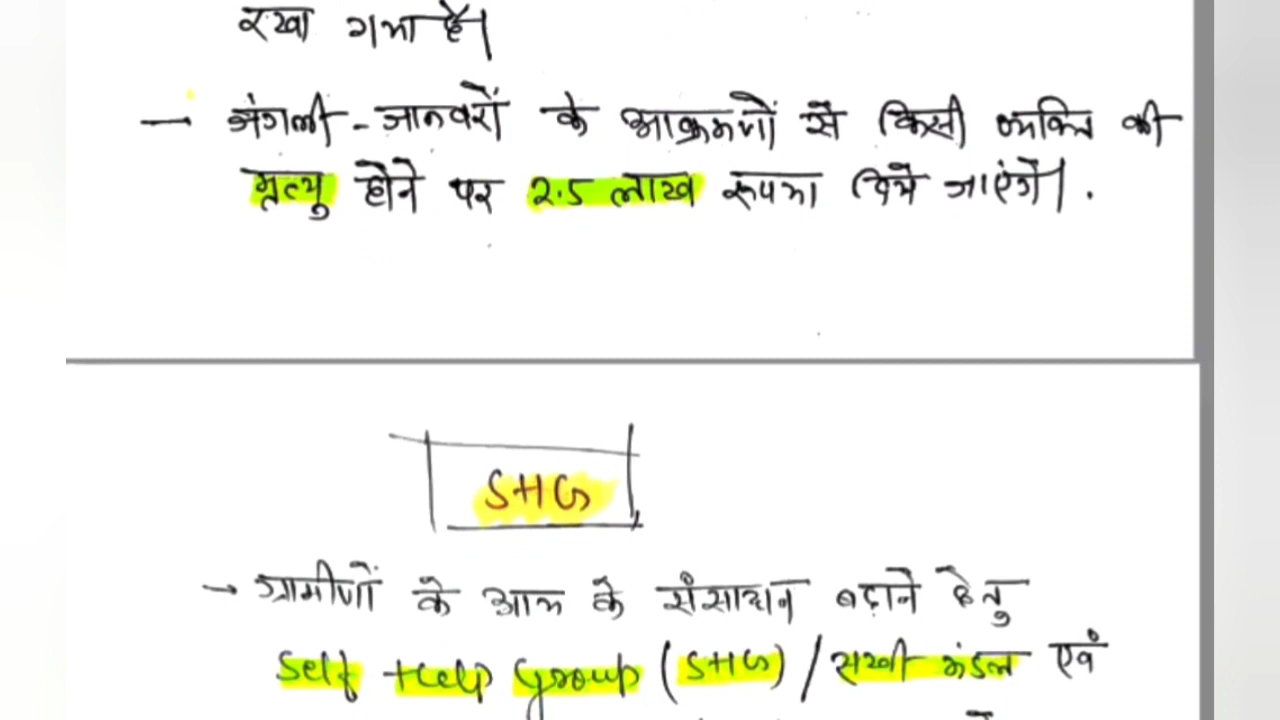 रखा गया है।
→ जंगली-जानवरों के आक्रमणों से किसी व्यक्ति की
मृत्यु होने पर 2.5 लाख रूपया दिये जाएंगे।
SHG
→ ग्रामीणों के आय के संसाधन बढ़ाने हेतु
Self Help Group (SHG) / सखी मंडल एवं